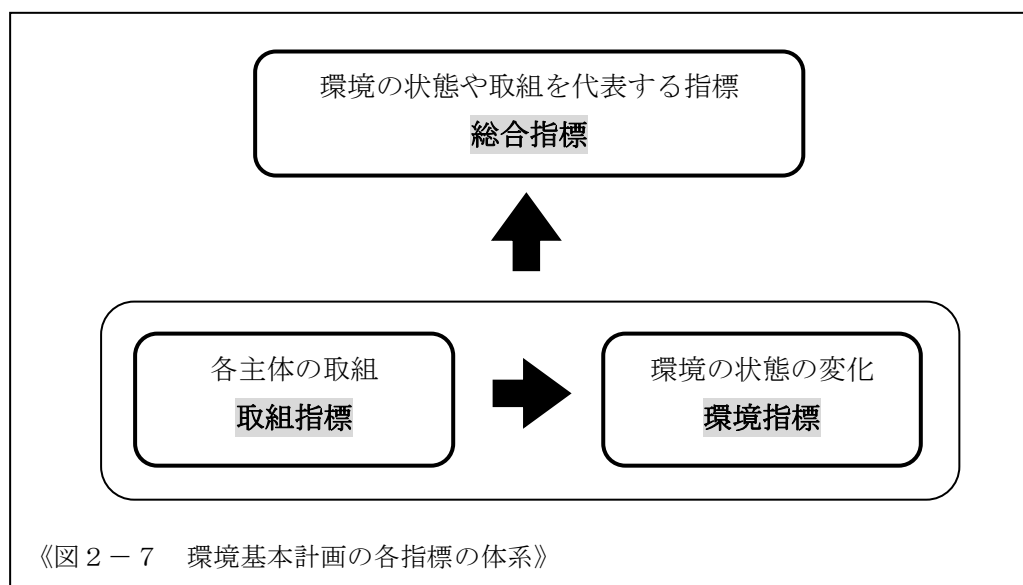 環境の状態や取組を代表する指標
総合指標
各主体の取組
取組指標
環境の状態の変化
環境指標
《図2-7 環境基本計画の各指標の体系》